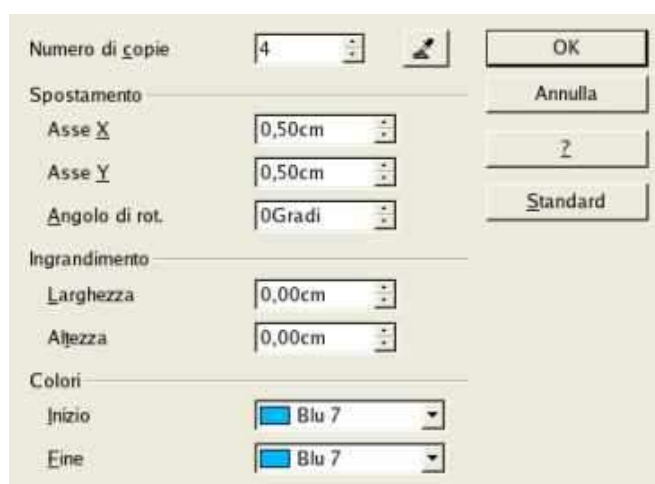 Numero di copie 4 OK
Spostamento Annulla
Asse X 0,50cm
?
Asse Y 0,50cm
Standard
Angolo di rot. 0Gradi
Ingrandimento
Larghezza 0,00cm
Altezza 0,00cm
Colori
Inizio Blu 7
Fine Blu 7